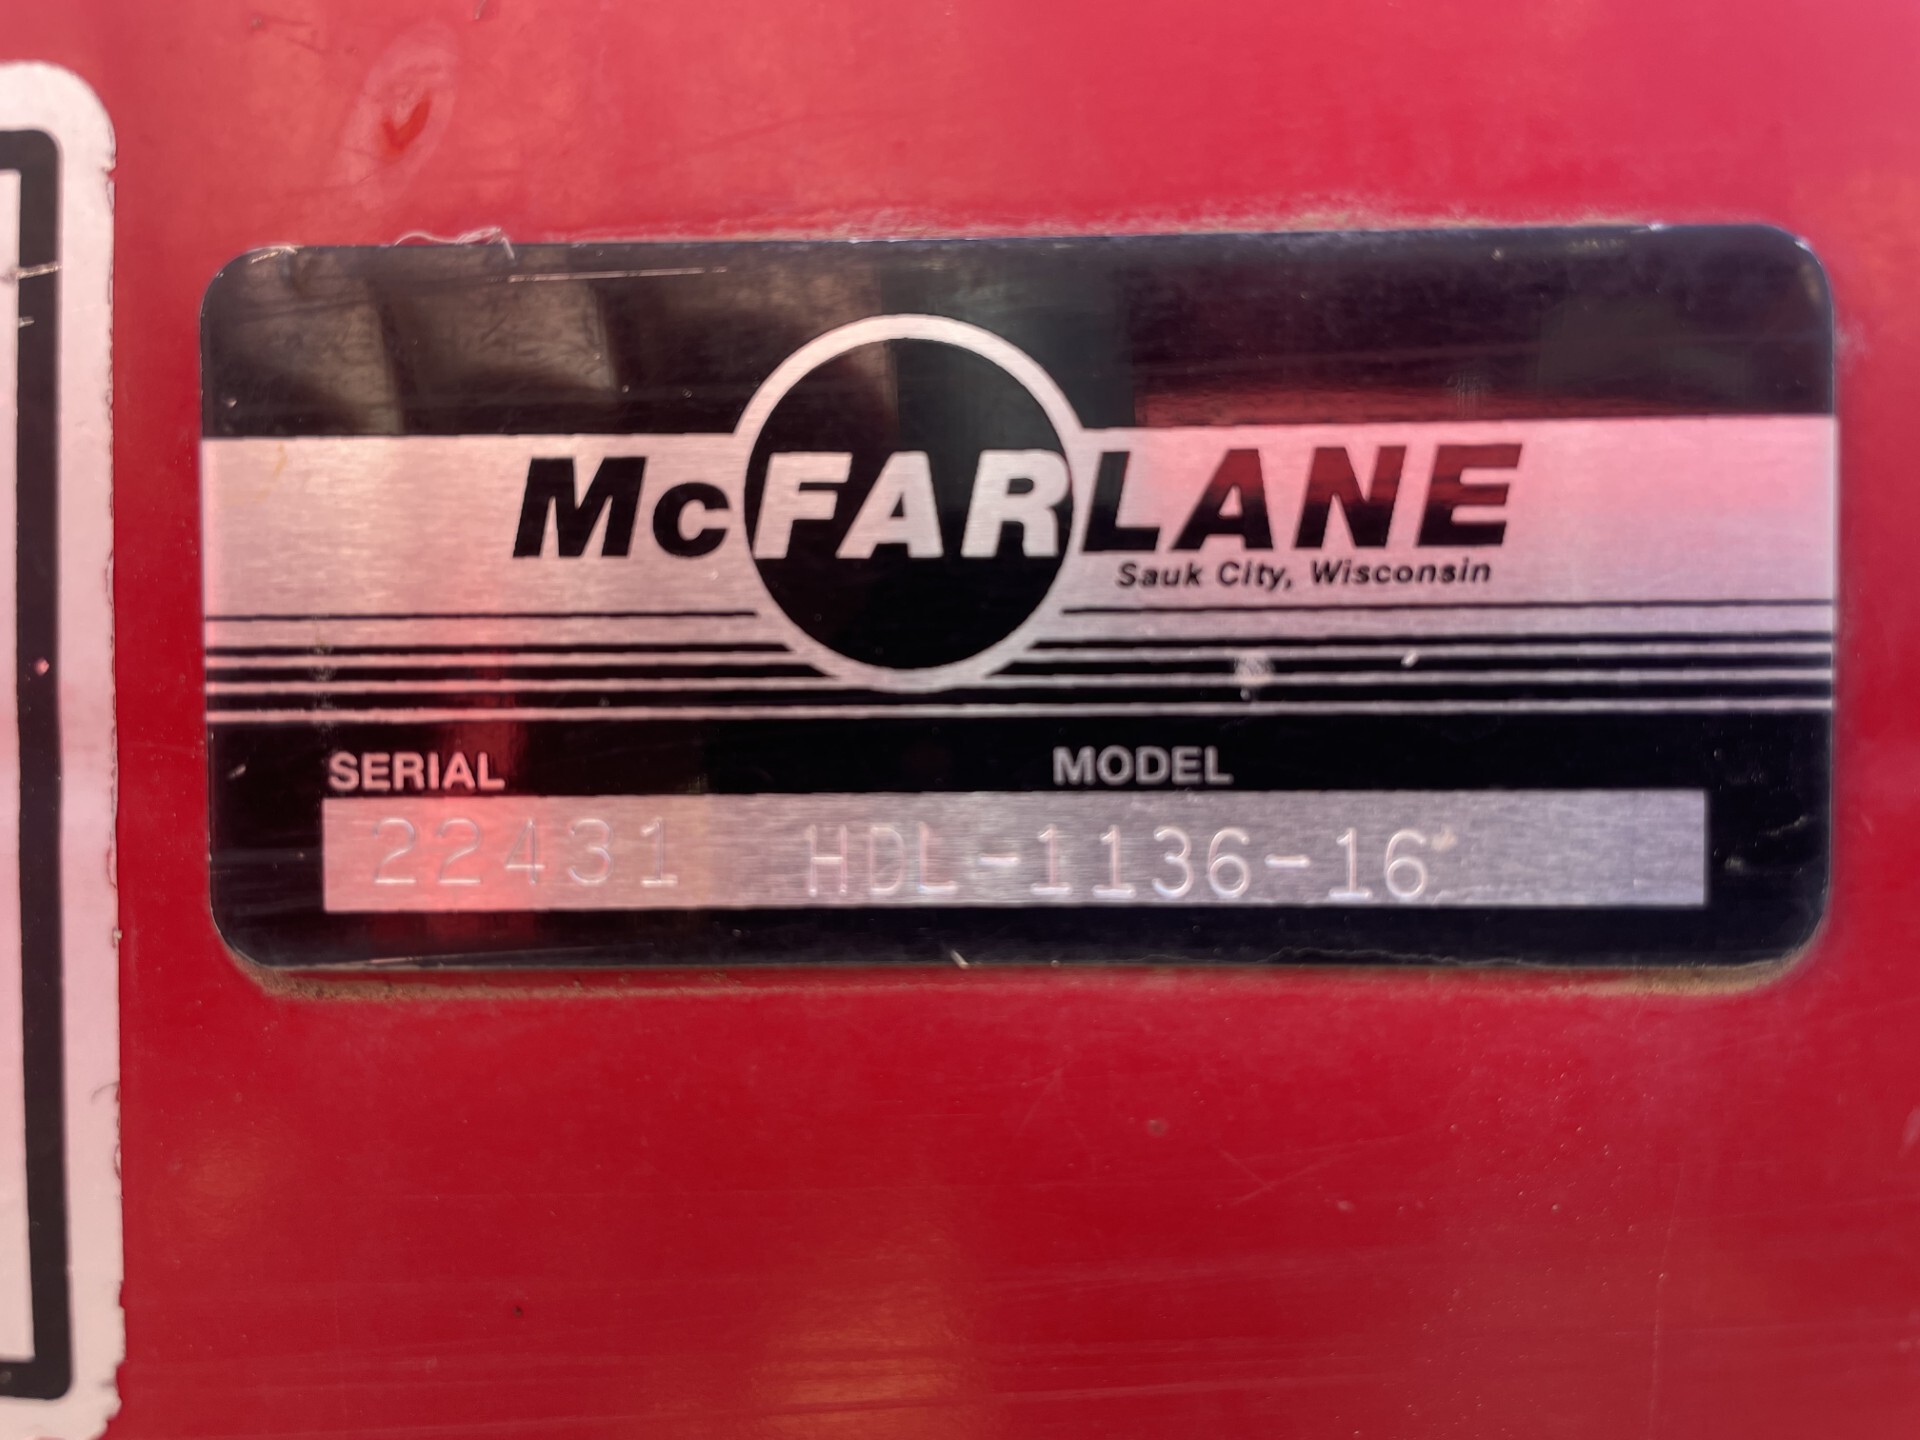 McFARLANE
Sauk City, Wisconsin
SERIAL MODEL
22431 HDL-1136-16